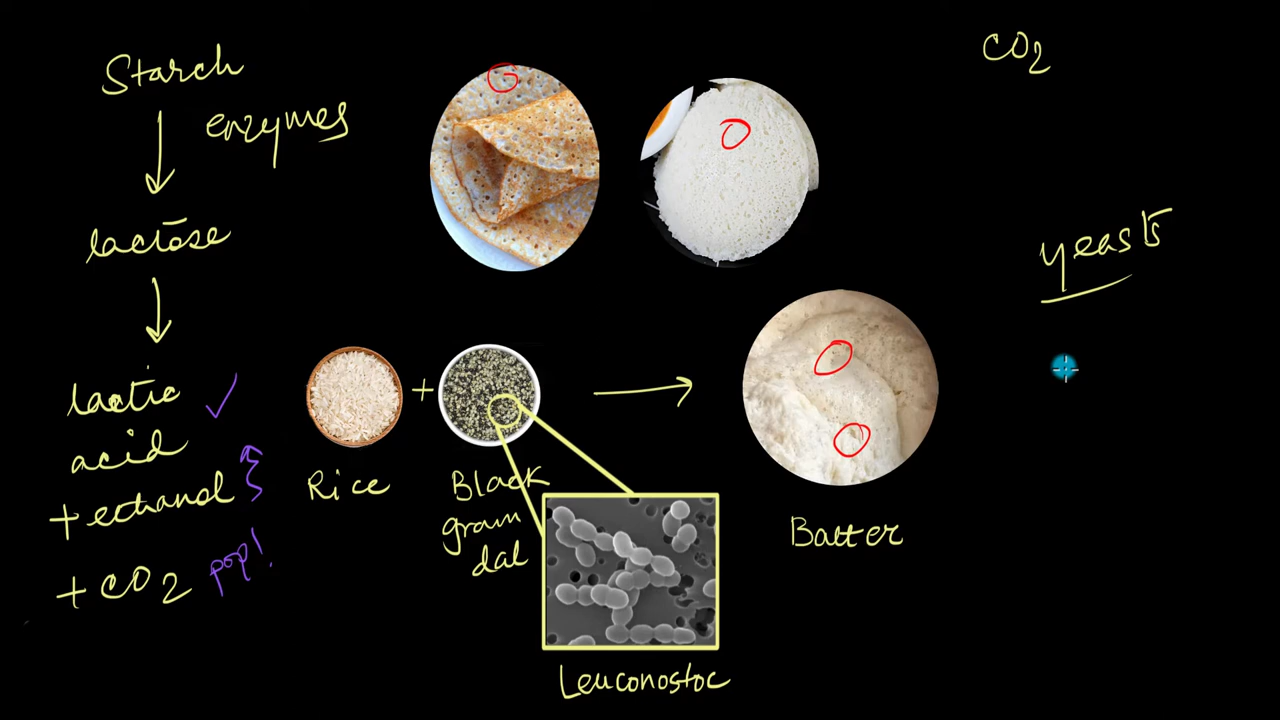 Starch
enzymes
lactose
lactic
acid
+ ethanol
+ CO2 pop!
Rice
+
Black
gram
dal
Leuconostoc
Batter
CO2
yeasts